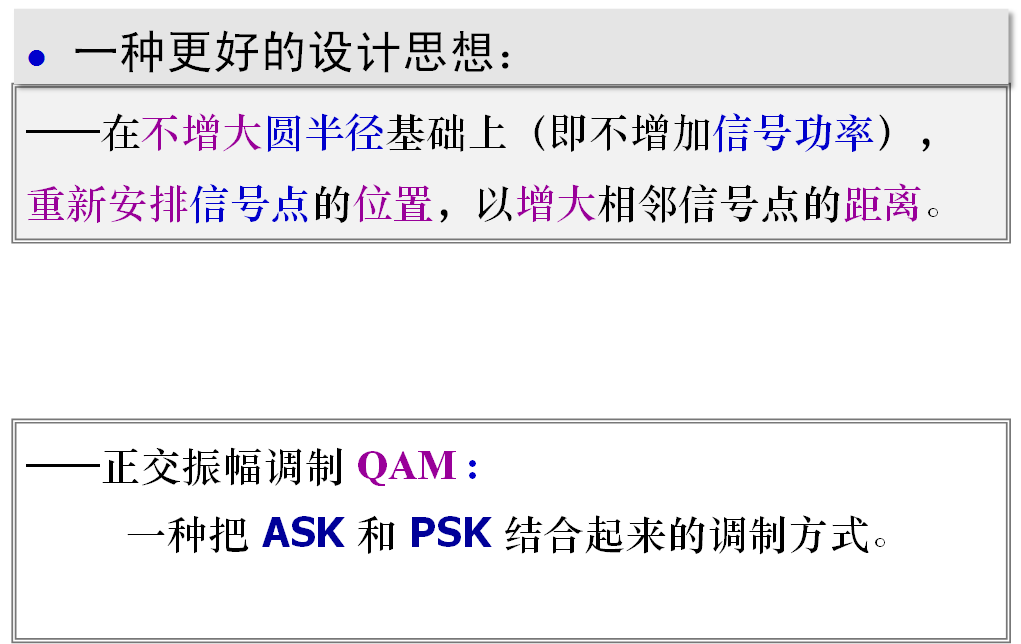 • 一种更好的设计思想：
——在不增大圆半径基础上（即不增加信号功率），
重新安排信号点的位置，以增大相邻信号点的距离。
——正交振幅调制 QAM：
一种把 ASK 和 PSK 结合起来的调制方式。